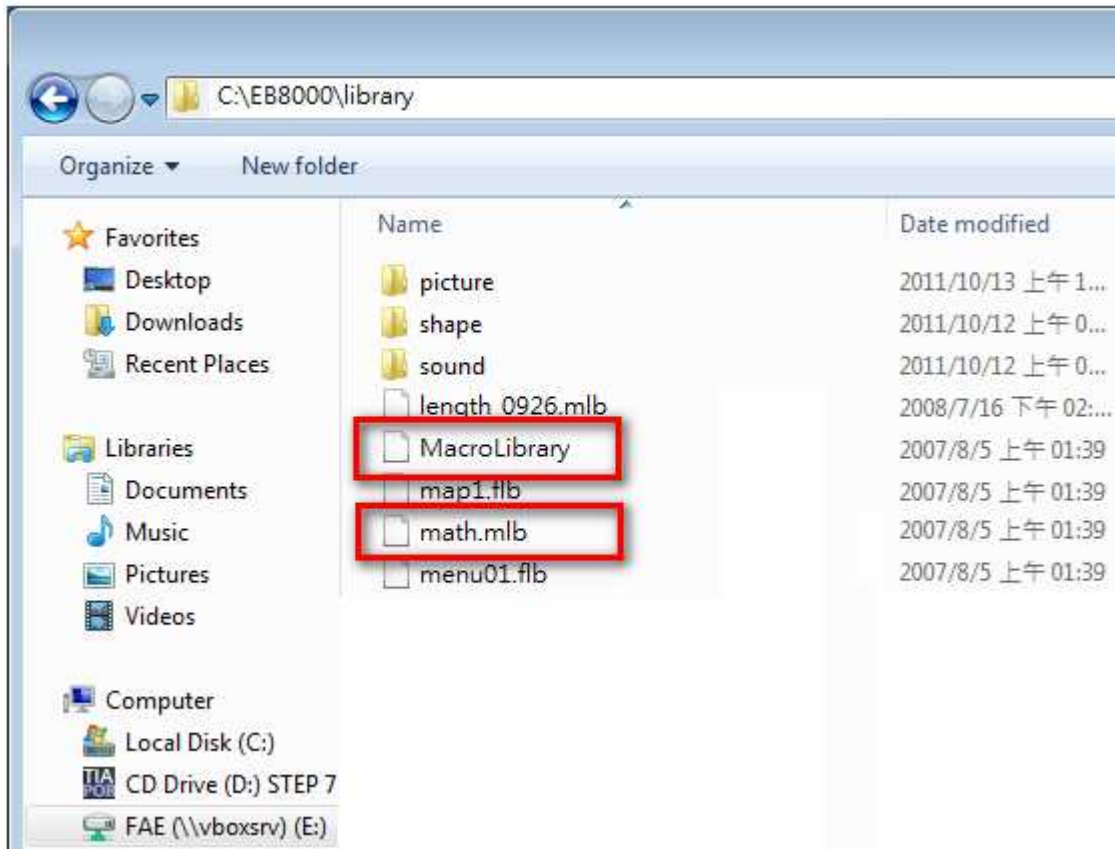 C:\EB8000\library
Organize New folder
Name Date modified
Favorites
Desktop
Downloads
Recent Places
Libraries
Documents
Music
Pictures
Videos
Computer
Local Disk (C:)
CD Drive (D:) STEP 7
FAE (\\vboxsrv) (E:)
picture 2011/10/13 上午 1...
shape 2011/10/12 上午 0...
sound 2011/10/12 上午 0...
length_0926.mlb 2008/7/16 下午 02:...
MacroLibrary 2007/8/5 上午 01:39
map1.flb 2007/8/5 上午 01:39
math.mlb 2007/8/5 上午 01:39
menu01.flb 2007/8/5 上午 01:39